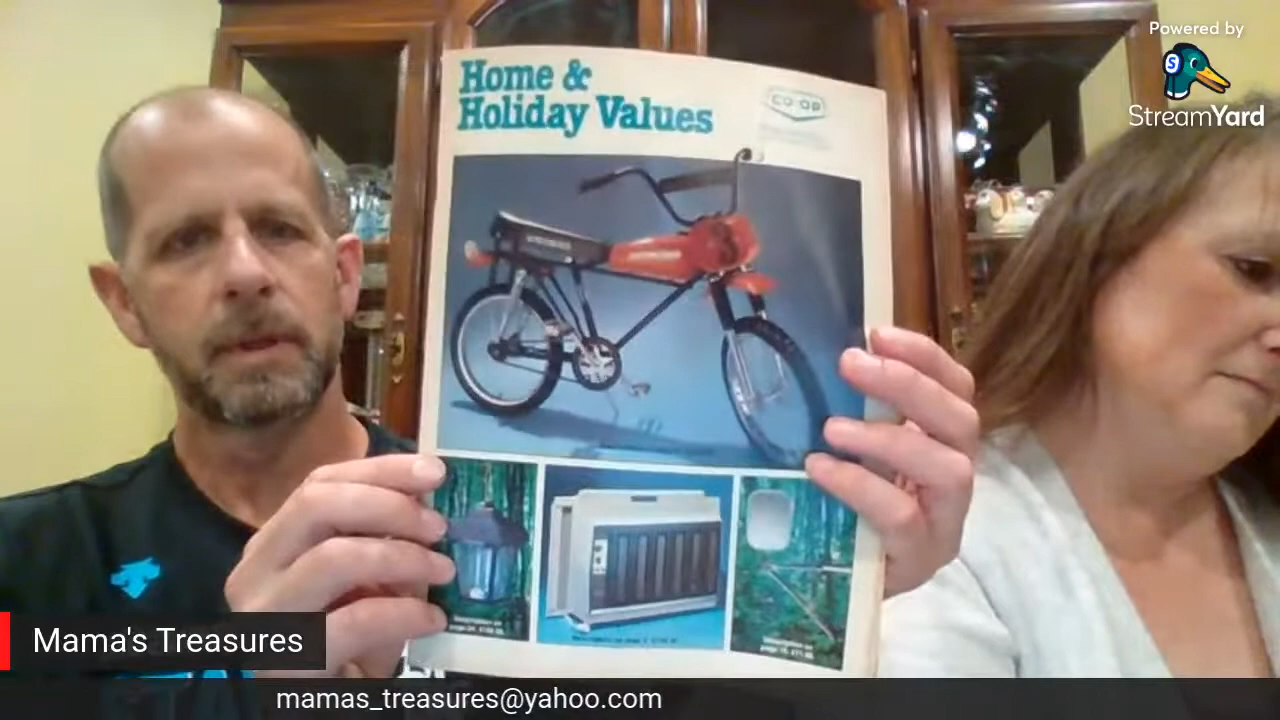 Powered by
StreamYard
Home &
Holiday Values
CO-OP
Mama's Treasures
mamas_treasures@yahoo.com